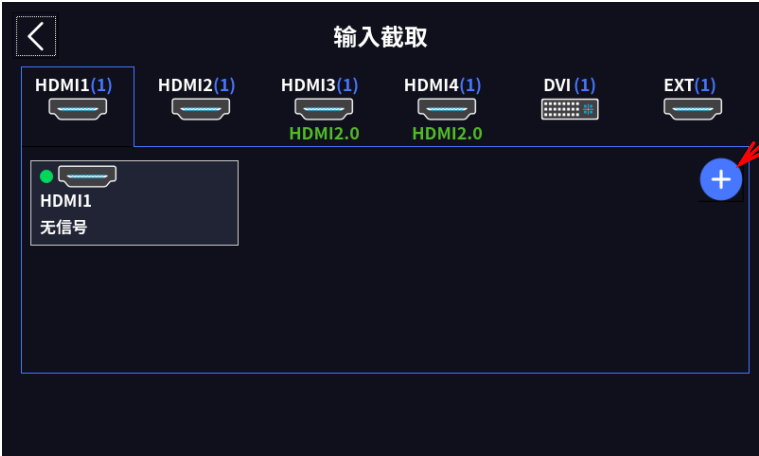 输入截取
HDMI1(1) HDMI2(1) HDMI3(1) HDMI4(1) DVI(1) EXT(1)
HDMI2.0 HDMI2.0
HDMI1
无信号